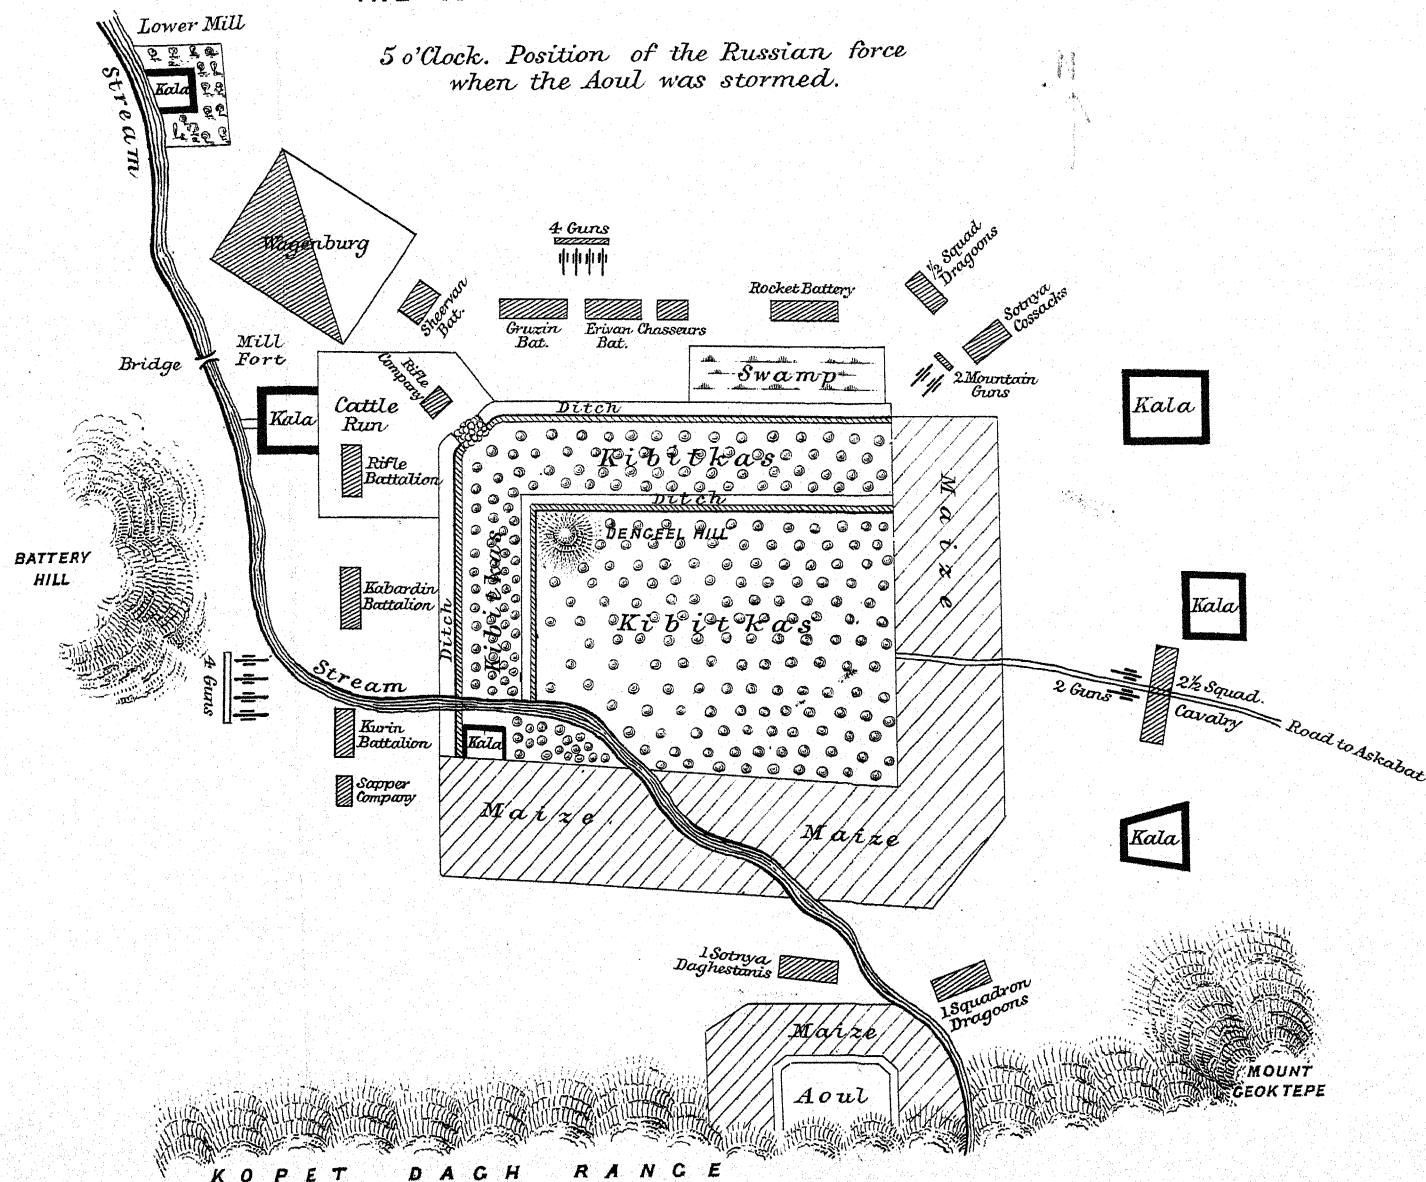 Lower Mill
5 o'Clock. Position of the Russian force
when the Aoul was stormed.
Stream
Kala
Wagenburg
4 Guns
Sheervan
Bat.
Gruzin
Bat.
Erivan
Bat.
Chasseurs
Rocket Battery
½ Squad
Dragoons
Sotnya
Cossacks
2 Mountain
Guns
Bridge
Mill
Fort
Kala
Cattle
Run
Rifle
Company
Rifle
Battalion
Ditch
Swamp
Kala
Kibitkas
Ditch
DENGEEL HILL
Maize
BATTERY
HILL
Kabardin
Battalion
Ditch
Kibitkas
Kibitkas
Kala
4 Guns
Stream
Kurin
Battalion
Kala
Sapper
Company
2 Guns
2½ Squad.
Cavalry
Road to Askabat
Maize
Maize
Kala
1 Sotnya
Daghestanis
1 Squadron
Dragoons
Maize
Aoul
MOUNT
GEOK TEPE
KOPET DAGH RANGE